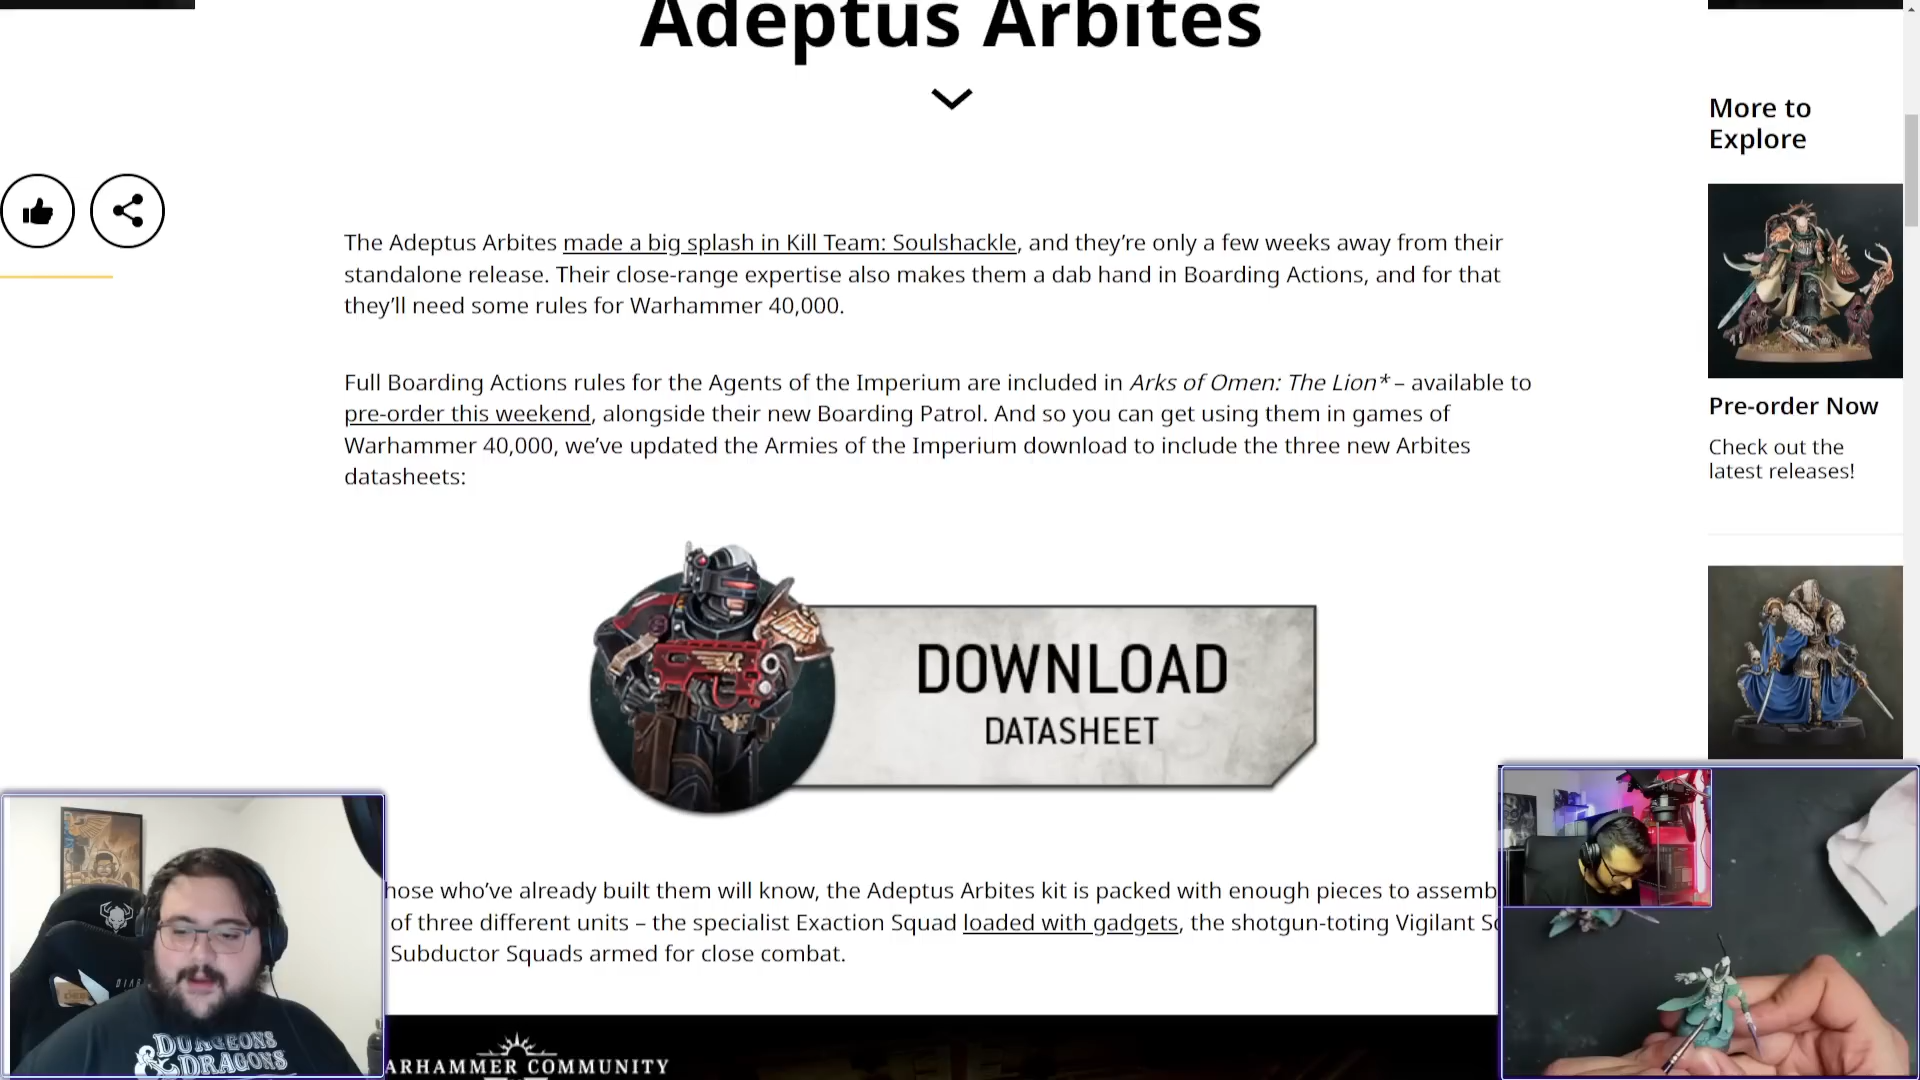 Adeptus Arbites
More to
Explore
The Adeptus Arbites made a big splash in Kill Team: Soulshackle, and they’re only a few weeks away from their
standalone release. Their close-range expertise also makes them a dab hand in Boarding Actions, and for that
they’ll need some rules for Warhammer 40,000.
Full Boarding Actions rules for the Agents of the Imperium are included in Arks of Omen: The Lion* – available to
pre-order this weekend, alongside their new Boarding Patrol. And so you can get using them in games of
Warhammer 40,000, we’ve updated the Armies of the Imperium download to include the three new Arbites
datasheets:
Pre-order Now
Check out the
latest releases!
DOWNLOAD
DATASHEET
hose who’ve already built them will know, the Adeptus Arbites kit is packed with enough pieces to assemb
of three different units – the specialist Exaction Squad loaded with gadgets, the shotgun-toting Vigilant
Subductor Squads armed for close combat.
ARHAMMER COMMUNITY
DUNGEONS
& DRAGONS